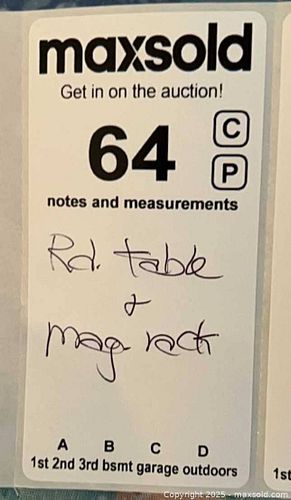 maxsold
Get in on the auction!
C
64
P
notes and measurements
Rd. table
&
mag rack
A B C D
1st 2nd 3rd bsmt garage outdoors
1st
Copyright 2025 - maxsold.com